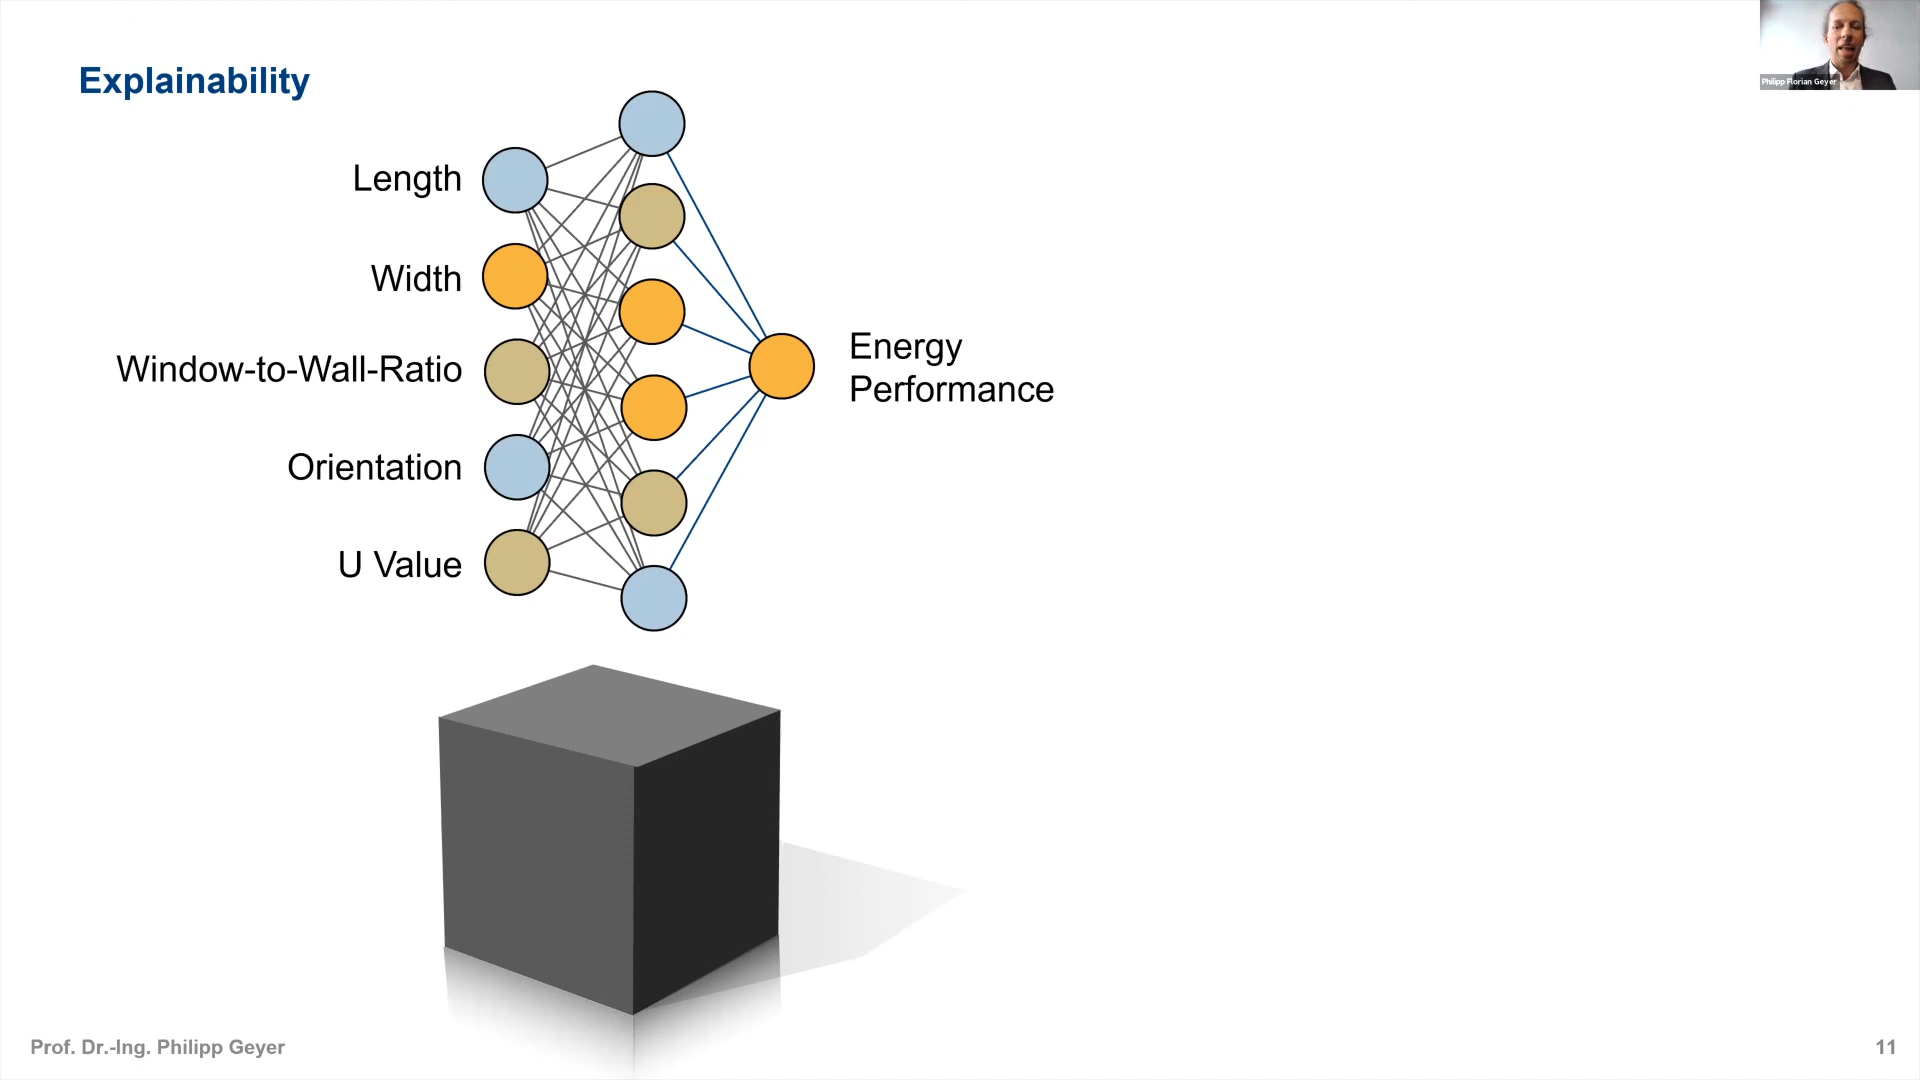 Explainability
Philipp Florian Geyer
Length
Width
Window-to-Wall-Ratio
Orientation
U Value
Energy
Performance
Prof. Dr.-Ing. Philipp Geyer
11